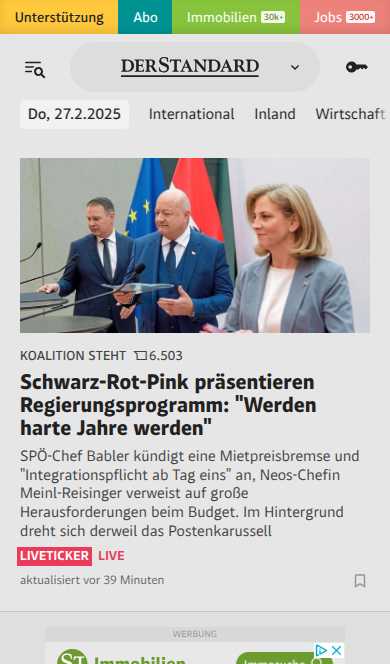 Unterstützung Abo Immobilien 30k+ Jobs 3000+
DERSTANDARD
Do, 27.2.2025 International Inland Wirtschaft
KOALITION STEHT 6.503
Schwarz-Rot-Pink präsentieren
Regierungsprogramm: "Werden
harte Jahre werden"
SPÖ-Chef Babler kündigt eine Mietpreisbremse und
"Integrationspflicht ab Tag eins" an, Neos-Chefin
Meinl-Reisinger verweist auf große
Herausforderungen beim Budget. Im Hintergrund
dreht sich derweil das Postenkarussell
LIVETICKER LIVE
aktualisiert vor 39 Minuten
WERBUNG
ST Immobilien Immosuche